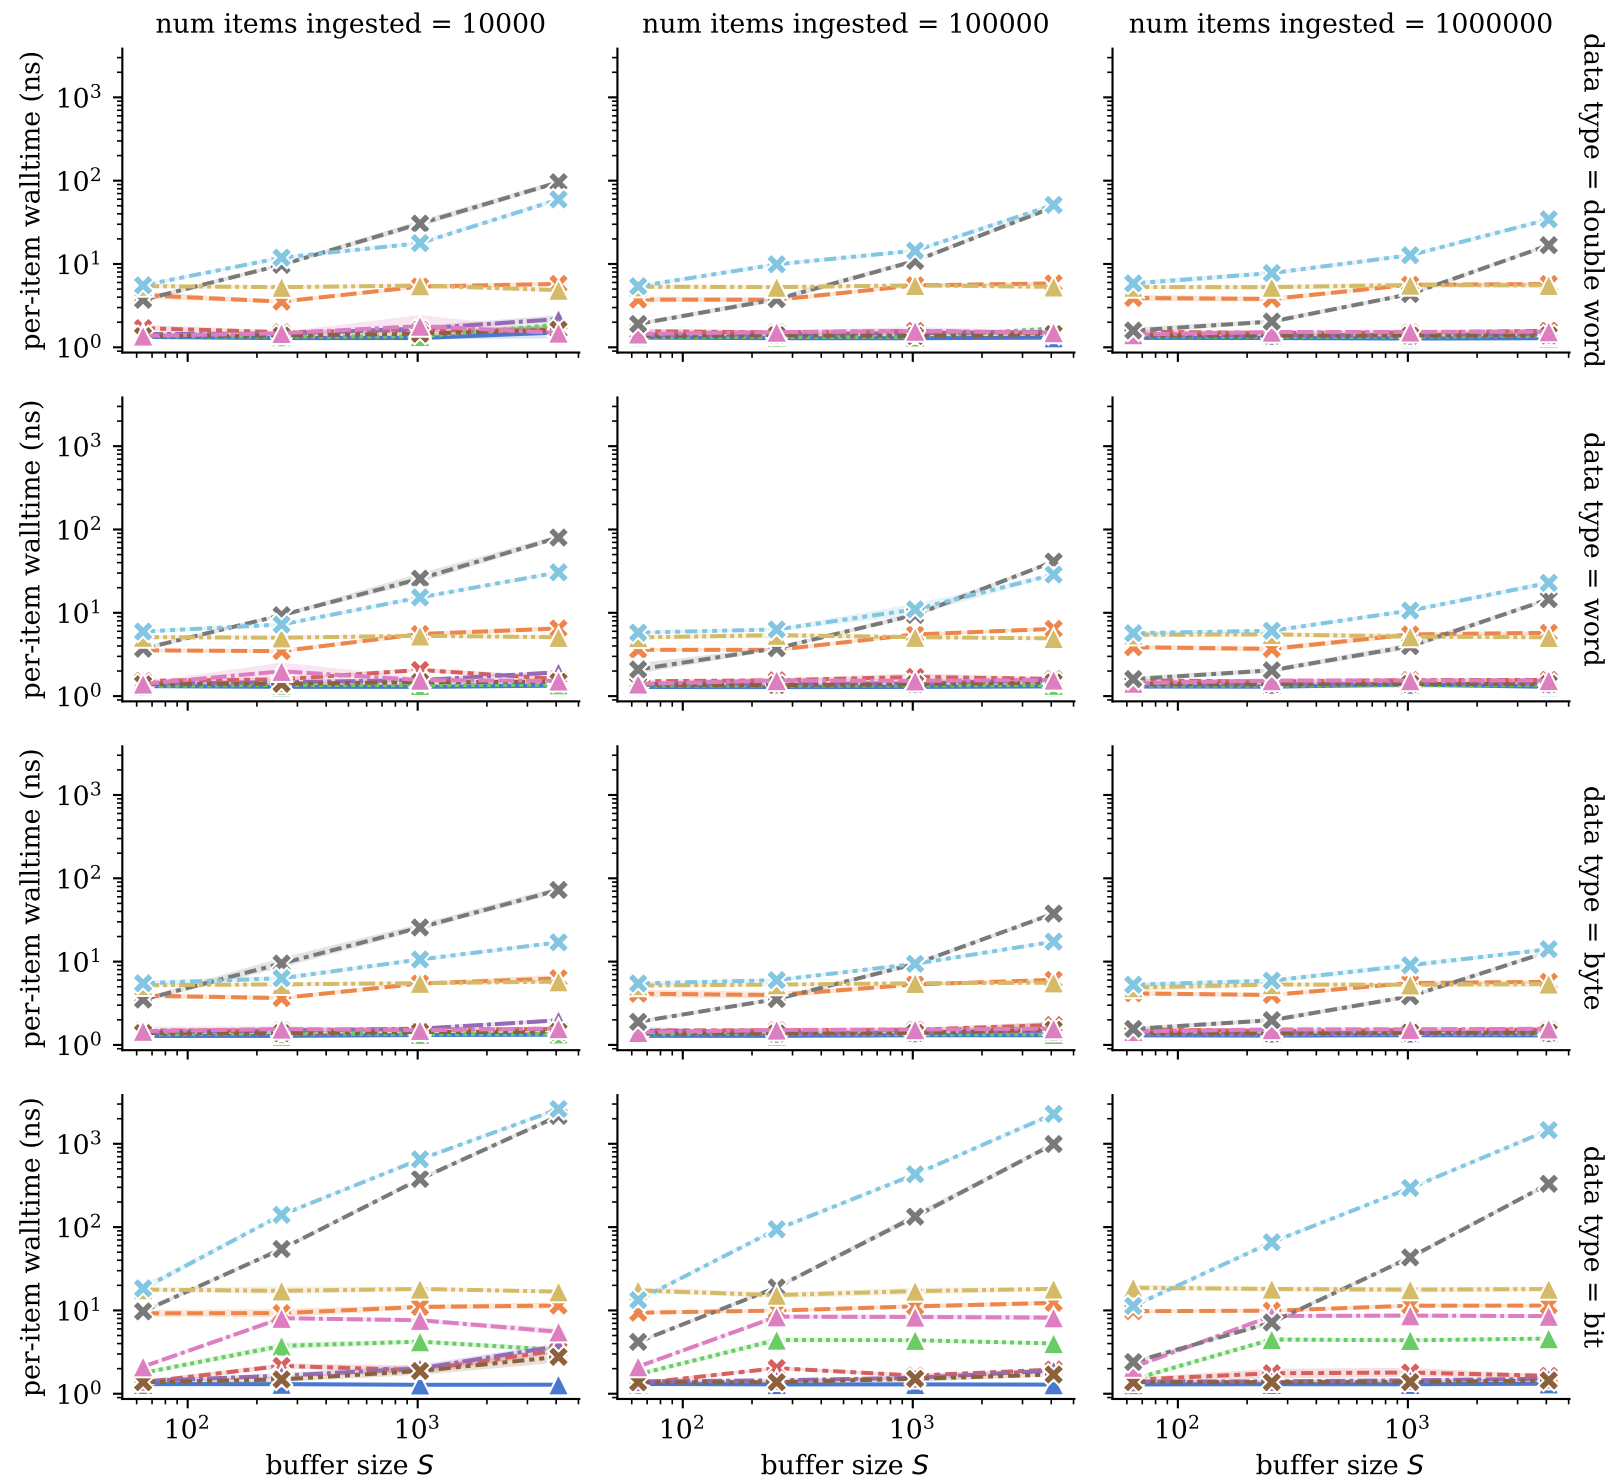 num items ingested = 10000
num items ingested = 100000
num items ingested = 1000000
per-item walltime (ns)
10³
10²
10¹
10⁰
data type = double word
per-item walltime (ns)
10³
10²
10¹
10⁰
data type = word
per-item walltime (ns)
10³
10²
10¹
10⁰
data type = byte
per-item walltime (ns)
10³
10²
10¹
10⁰
data type = bit
10² 10³
10² 10³
10² 10³
buffer size S
buffer size S
buffer size S